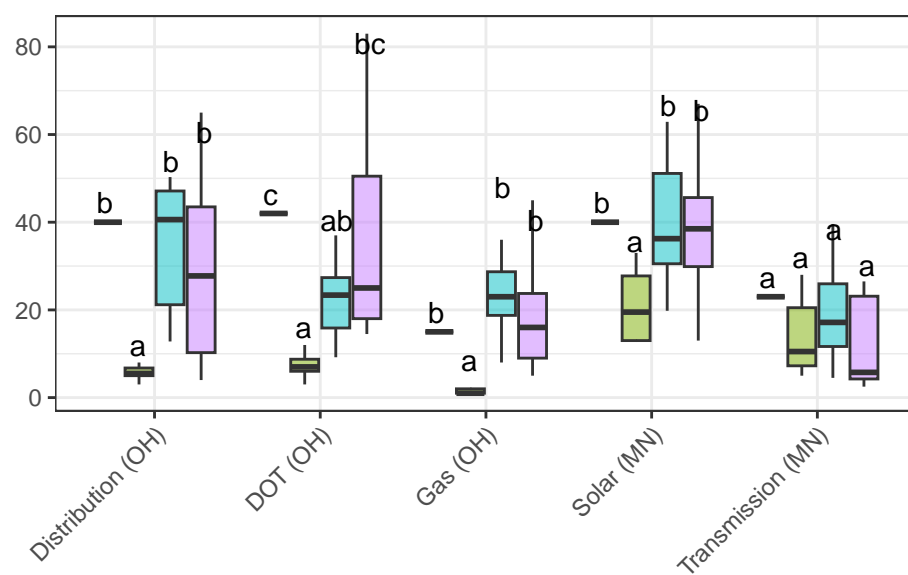 80
60
40
20
0
b
a
b
b
c
a
ab
bc
b
a
b
b
b
a
b
b
a
a
a
a
Distribution (OH)
DOT (OH)
Gas (OH)
Solar (MN)
Transmission (MN)